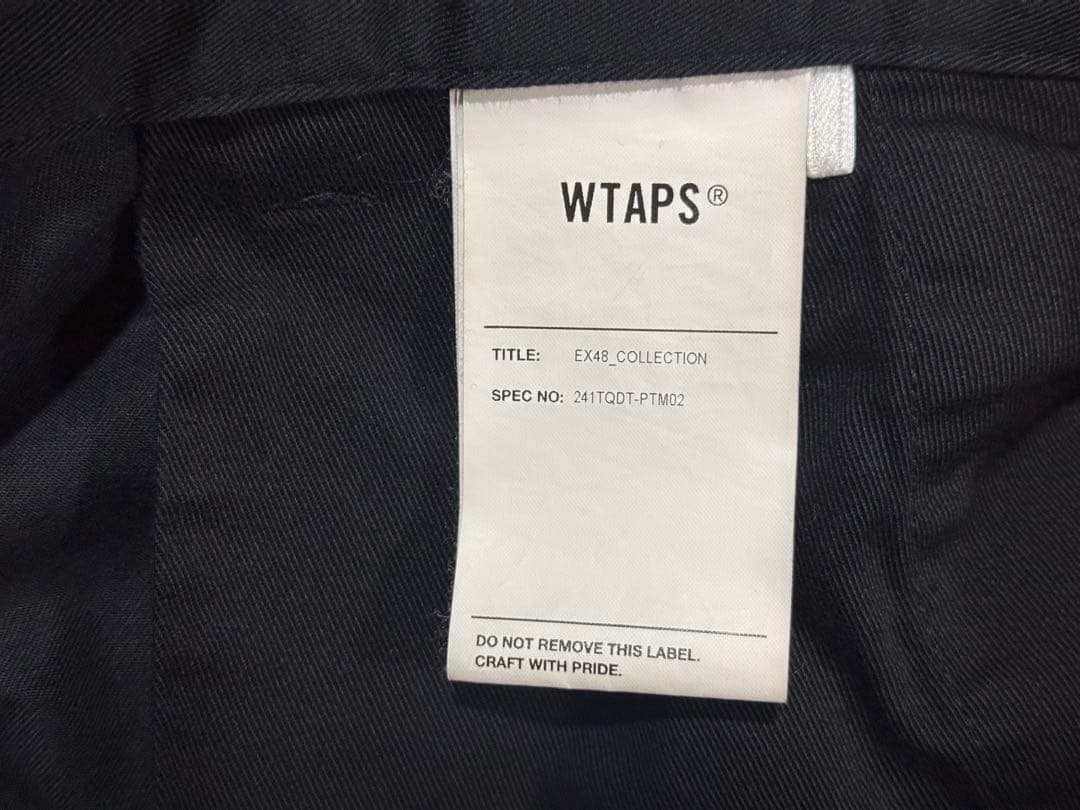 WTAPS®
TITLE: EX48_COLLECTION
SPEC NO: 241TQDT-PTM02
DO NOT REMOVE THIS LABEL.
CRAFT WITH PRIDE.